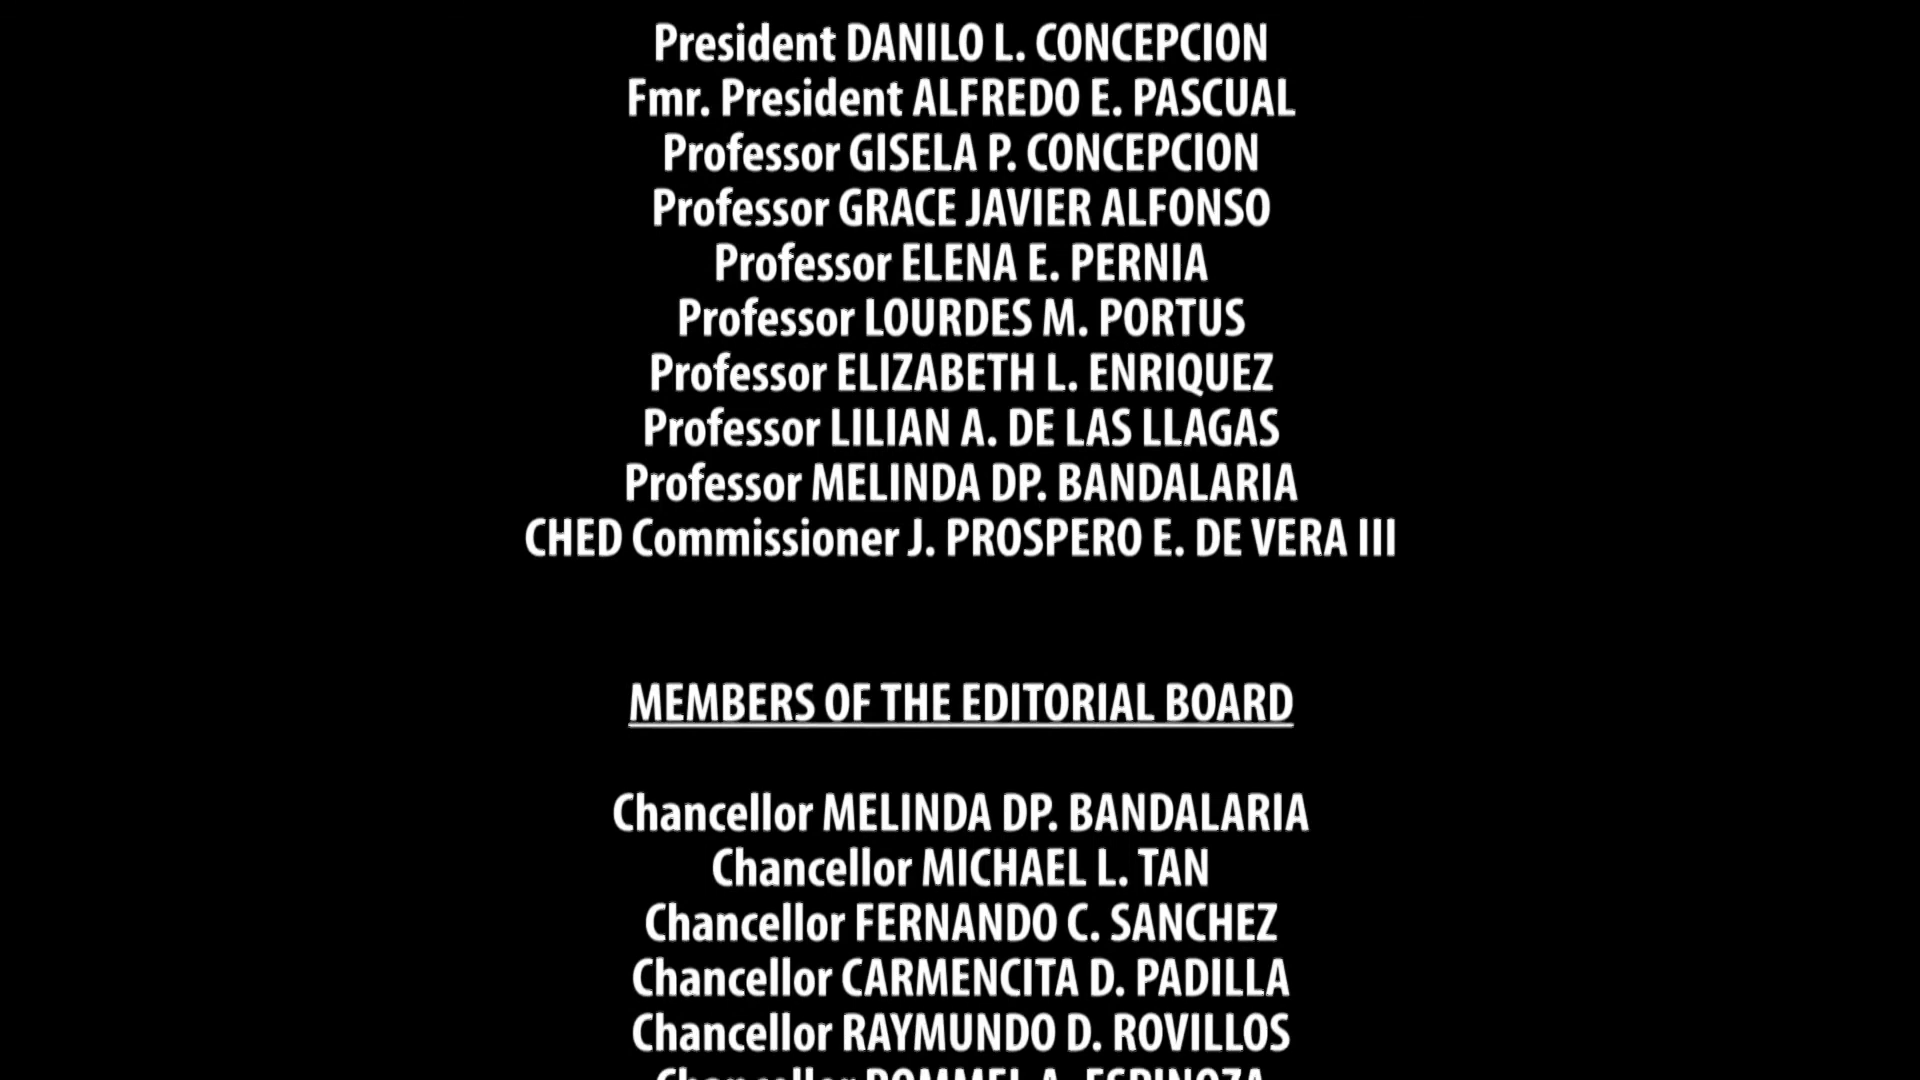 President DANILO L. CONCEPCION
Fmr. President ALFREDO E. PASCUAL
Professor GISELA P. CONCEPCION
Professor GRACE JAVIER ALFONSO
Professor ELENA E. PERNIA
Professor LOURDES M. PORTUS
Professor ELIZABETH L. ENRIQUEZ
Professor LILIAN A. DE LAS LLAGAS
Professor MELINDA DP. BANDALARIA
CHED Commissioner J. PROSPERO E. DE VERA III
MEMBERS OF THE EDITORIAL BOARD
Chancellor MELINDA DP. BANDALARIA
Chancellor MICHAEL L. TAN
Chancellor FERNANDO C. SANCHEZ
Chancellor CARMENCITA D. PADILLA
Chancellor RAYMUNDO D. ROVILLOS
Chancellor ROMMEL A. ESPINOZA